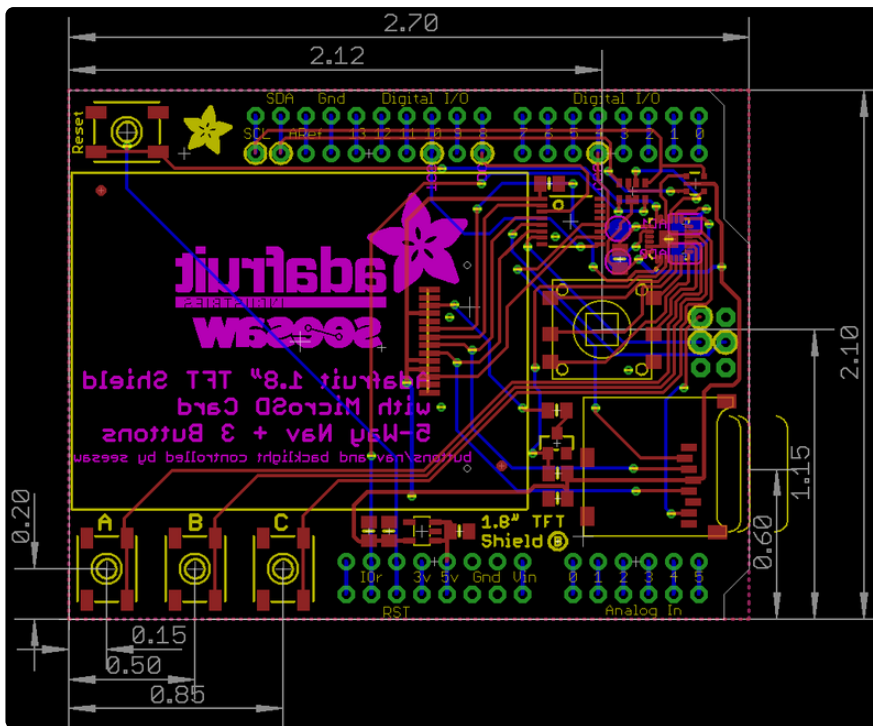 2.70
2.12
SDA Gnd Digital I/O Digital I/O
Reset
SCL ARef 13 12 11 10 9 8 7 6 5 4 3 2 1 0
adafruit
INDUSTRIES
seesaw
Adafruit 1.8" TFT Shield
with MicroSD Card
5-Way Nav + 3 Buttons
buttons/nav and backlight controlled by seesaw
2.10
1.15
0.60
0.20
A B C
1.8" TFT
Shield B
IOr 3v 5v Gnd Vin 0 1 2 3 4 5
RST Analog In
0.15
0.50
0.85